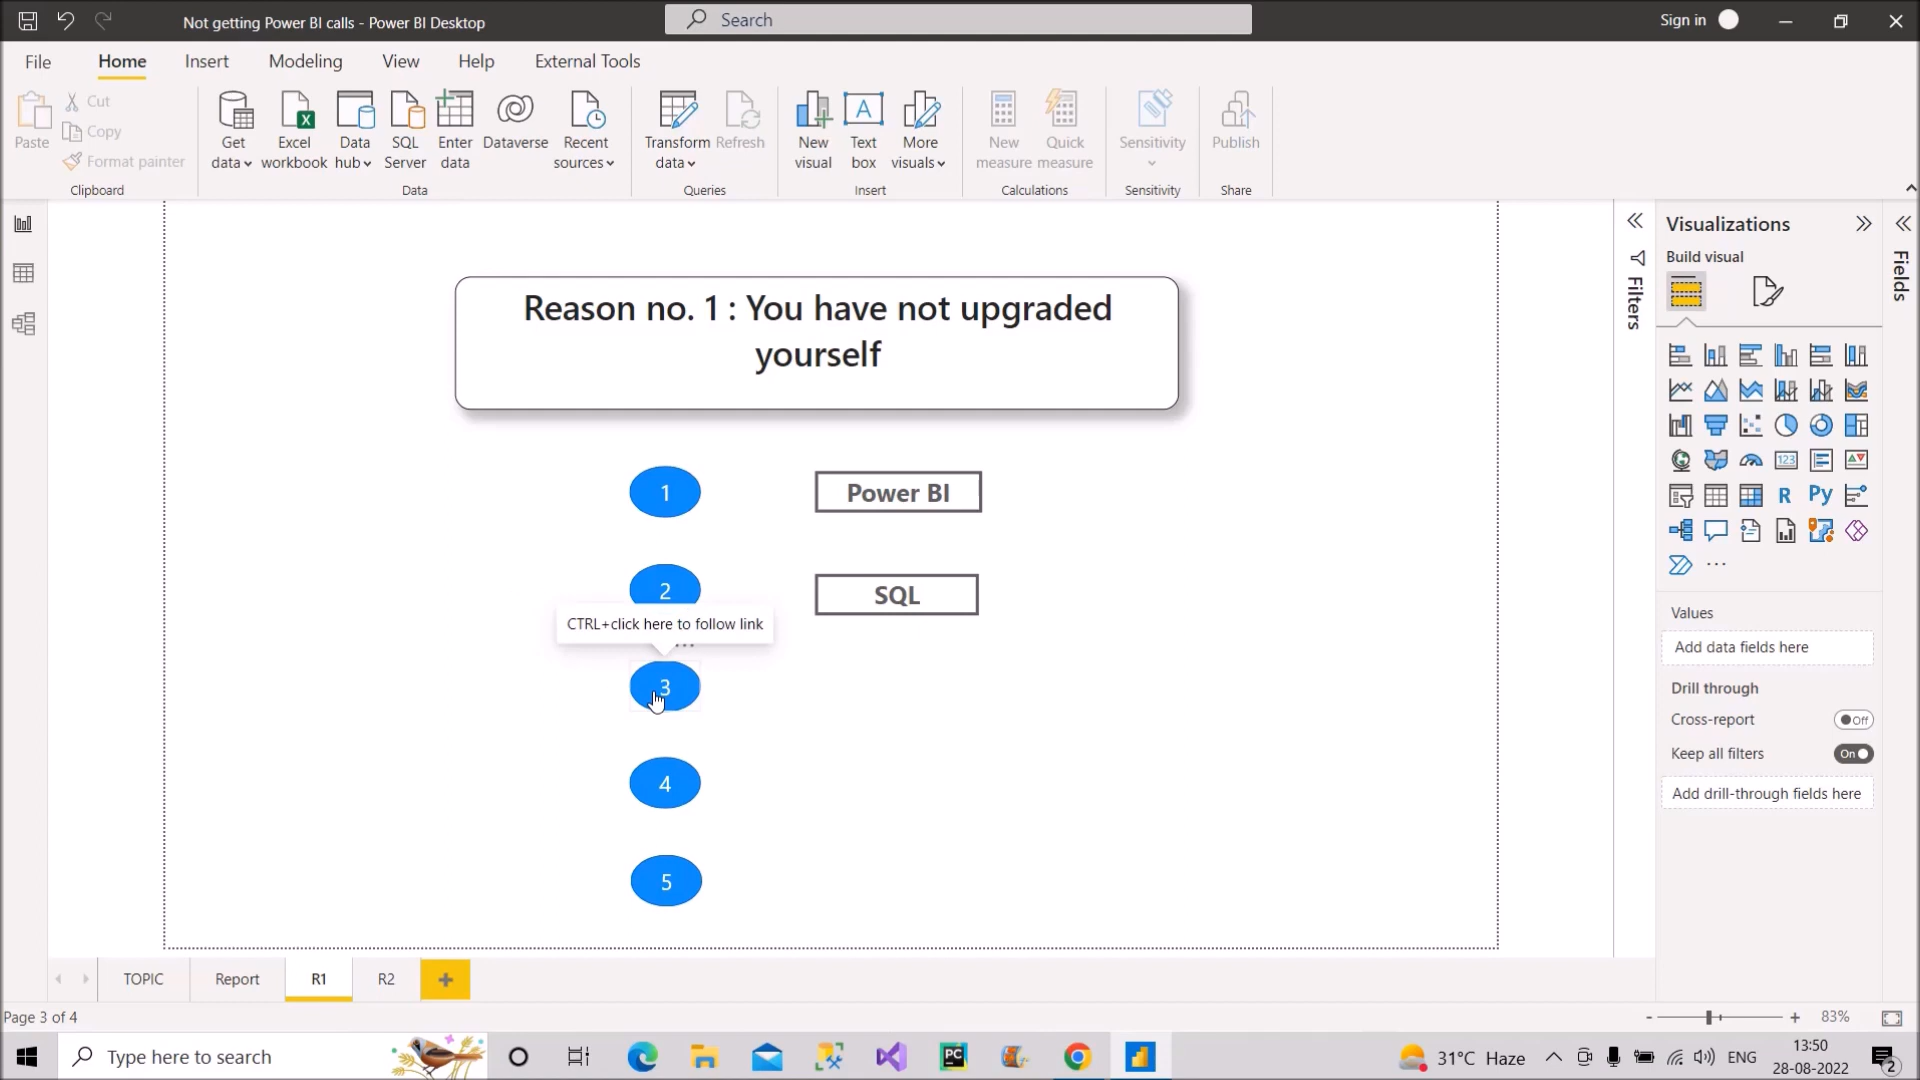 Not getting Power BI calls - Power BI Desktop
Search
Sign in
File
Home
Insert
Modeling
View
Help
External Tools
Paste
Cut
Copy
Format painter
Clipboard
Get data
Excel workbook
Data hub
SQL Server
Enter data
Dataverse
Recent sources
Data
Transform data
Refresh
Queries
New visual
Text box
More visuals
Insert
New measure
Quick measure
Calculations
Sensitivity
Sensitivity
Publish
Share
Reason no. 1 : You have not upgraded
yourself
1
Power BI
2
SQL
CTRL+click here to follow link
3
4
5
Filters
Visualizations
Build visual
123
R
Py
Values
Add data fields here
Drill through
Cross-report
Off
Keep all filters
On
Add drill-through fields here
Fields
TOPIC
Report
R1
R2
Page 3 of 4
83%
Type here to search
PC
31°C Haze
ENG
13:50
28-08-2022
2